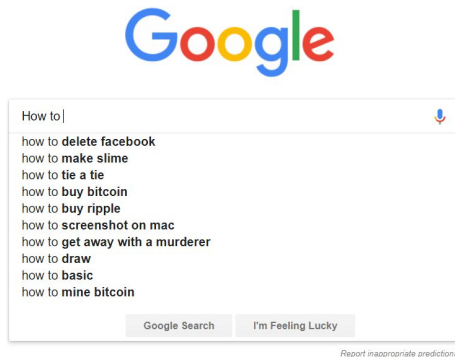 Google
How to
how to delete facebook
how to make slime
how to tie a tie
how to buy bitcoin
how to buy ripple
how to screenshot on mac
how to get away with a murderer
how to draw
how to basic
how to mine bitcoin
Google Search I'm Feeling Lucky
Report inappropriate predictions